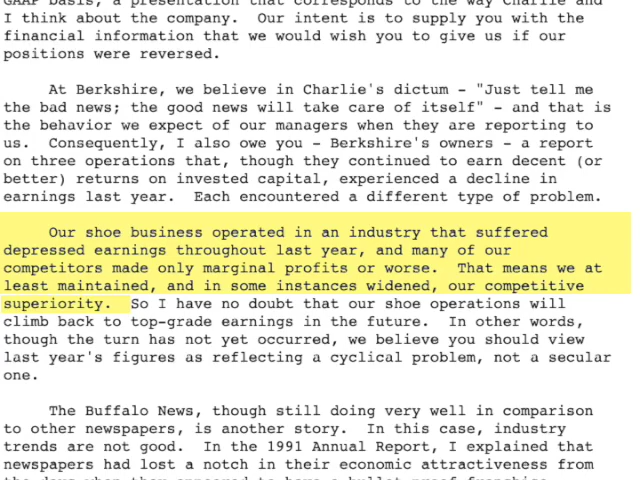 GAAP basis, a presentation that corresponds to the way Charlie and
I think about the company.  Our intent is to supply you with the
financial information that we would wish you to give us if our
positions were reversed.
At Berkshire, we believe in Charlie's dictum - "Just tell me
the bad news; the good news will take care of itself" - and that is
the behavior we expect of our managers when they are reporting to
us.  Consequently, I also owe you - Berkshire's owners - a report
on three operations that, though they continued to earn decent (or
better) returns on invested capital, experienced a decline in
earnings last year.  Each encountered a different type of problem.
Our shoe business operated in an industry that suffered
depressed earnings throughout last year, and many of our
competitors made only marginal profits or worse.  That means we at
least maintained, and in some instances widened, our competitive
superiority.  So I have no doubt that our shoe operations will
climb back to top-grade earnings in the future.  In other words,
though the turn has not yet occurred, we believe you should view
last year's figures as reflecting a cyclical problem, not a secular
one.
The Buffalo News, though still doing very well in comparison
to other newspapers, is another story.  In this case, industry
trends are not good.  In the 1991 Annual Report, I explained that
newspapers had lost a notch in their economic attractiveness from
the days when they appeared to have a bullet-proof franchise.